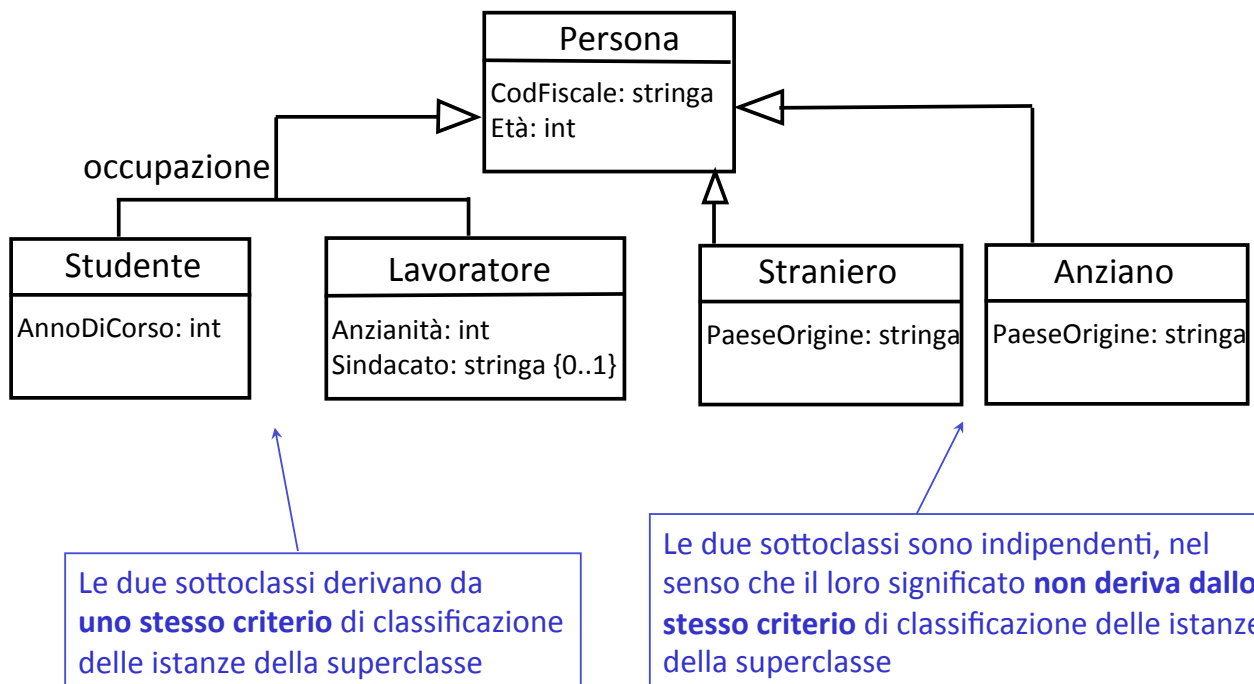 Persona
CodFiscale: stringa
Età: int
occupazione
Studente
AnnoDiCorso: int
Lavoratore
Anzianità: int
Sindacato: stringa {0..1}
Straniero
PaeseOrigine: stringa
Anziano
PaeseOrigine: stringa
Le due sottoclassi derivano da
uno stesso criterio di classificazione
delle istanze della superclasse
Le due sottoclassi sono indipendenti, nel
senso che il loro significato non deriva dallo
stesso criterio di classificazione delle istanze
della superclasse